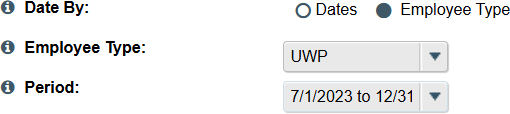 Date By: Dates Employee Type
Employee Type: UWP
Period: 7/1/2023 to 12/31